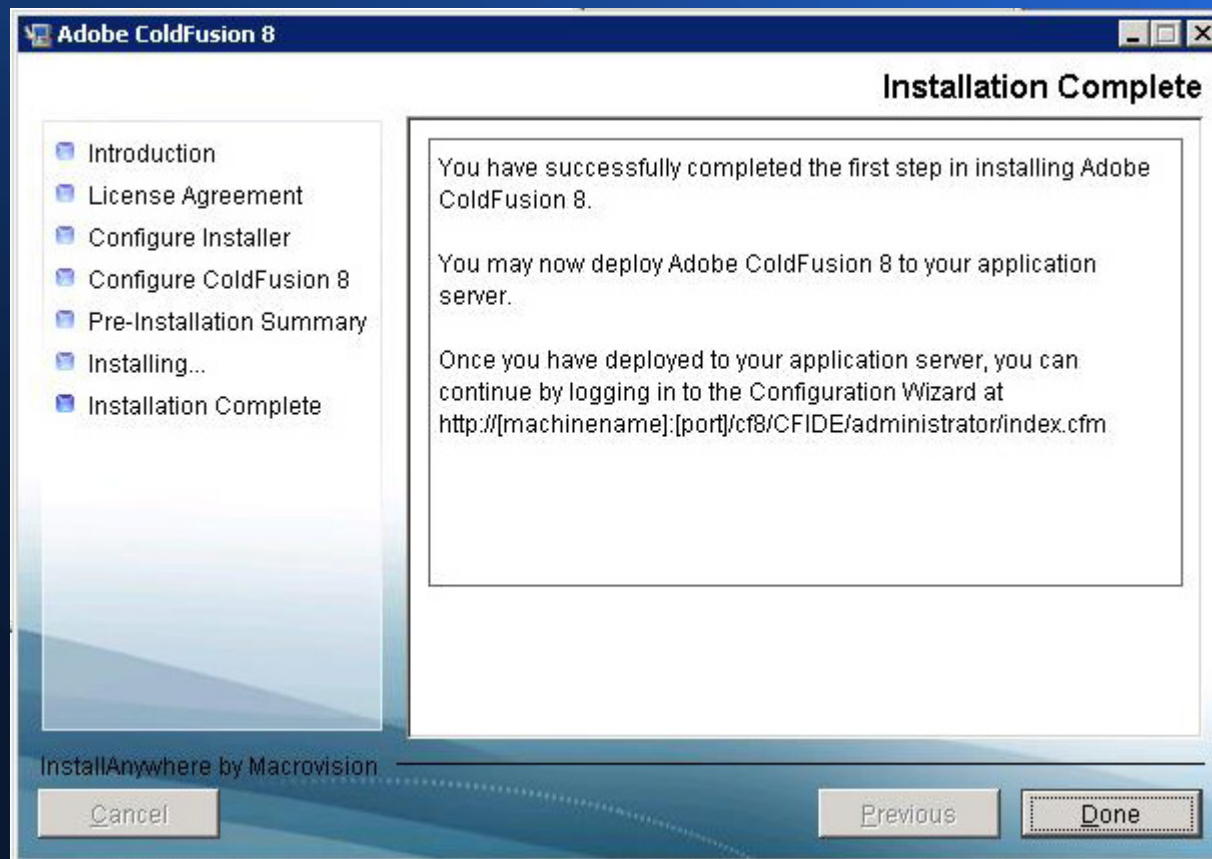 Adobe ColdFusion 8
Installation Complete
Introduction
License Agreement
Configure Installer
Configure ColdFusion 8
Pre-Installation Summary
Installing...
Installation Complete
You have successfully completed the first step in installing Adobe
ColdFusion 8.
You may now deploy Adobe ColdFusion 8 to your application
server.
Once you have deployed to your application server, you can
continue by logging in to the Configuration Wizard at
http://[machinename]:[port]/cf8/CFIDE/administrator/index.cfm
InstallAnywhere by Macrovision
Cancel
Previous
Done